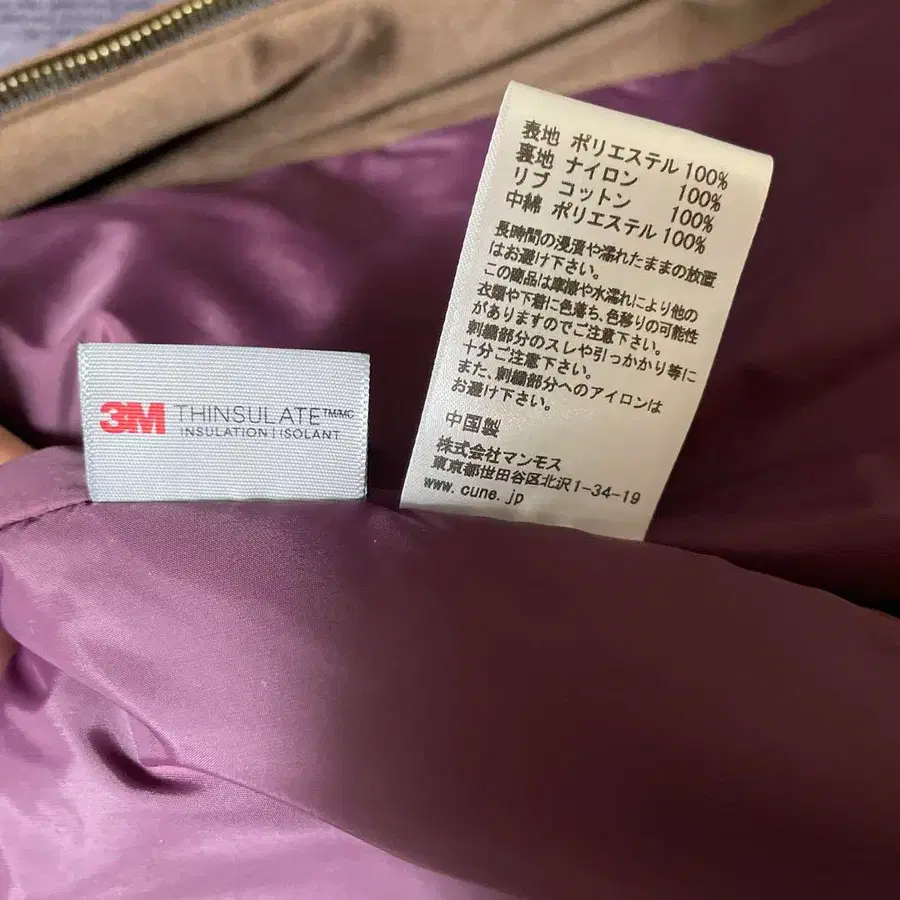 3M THINSULATE™/MC
INSULATION | ISOLANT
表地 ポリエステル 100%
裏地 ナイロン 100%
リブ コットン 100%
中綿 ポリエステル 100%
長時間の浸漬や濡れたままの放置
はお避け下さい。
この商品は摩擦や水濡れにより他の
衣類や下着に色落ち、色移りの可能性
がありますのでご注意下さい。
刺繍部分のスレや引っかかり等に
十分ご注意下さい。
また、刺繍部分へのアイロンは
お避け下さい。
中国製
株式会社マンモス
東京都世田谷区北沢1-34-19
www.cune.jp